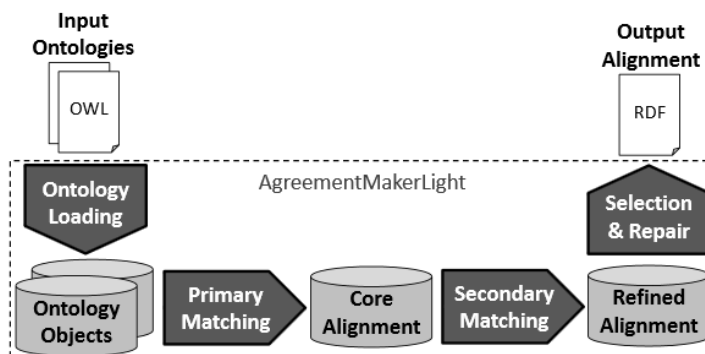 Input
Ontologies
OWL
Output
Alignment
RDF
AgreementMakerLight
Ontology
Loading
Selection
& Repair
Ontology
Objects
Primary
Matching
Core
Alignment
Secondary
Matching
Refined
Alignment